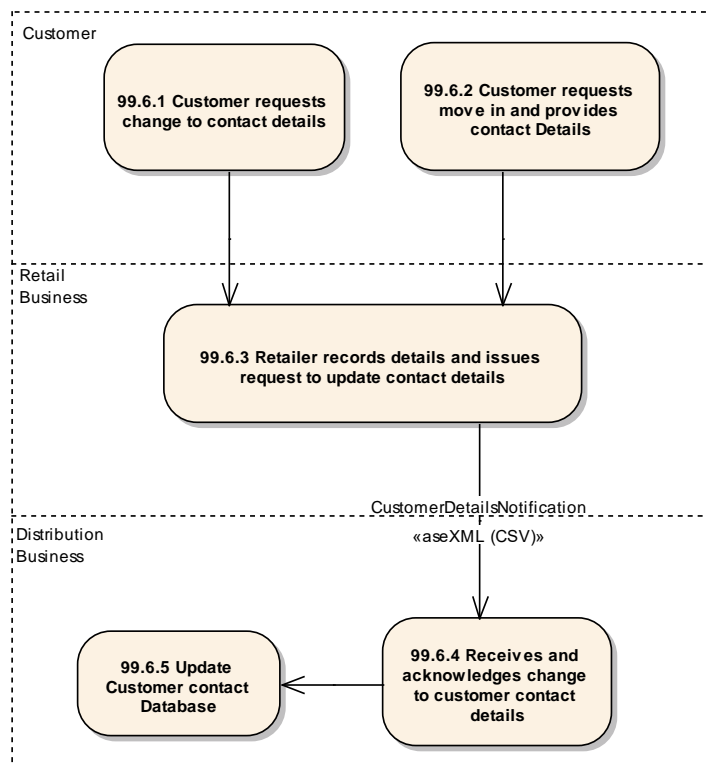 Customer
99.6.1 Customer requests
change to contact details
99.6.2 Customer requests
move in and provides
contact Details
Retail
Business
99.6.3 Retailer records details and issues
request to update contact details
CustomerDetailsNotification
«aseXML (CSV)»
Distribution
Business
99.6.5 Update
Customer contact
Database
99.6.4 Receives and
acknowledges change
to customer contact
details